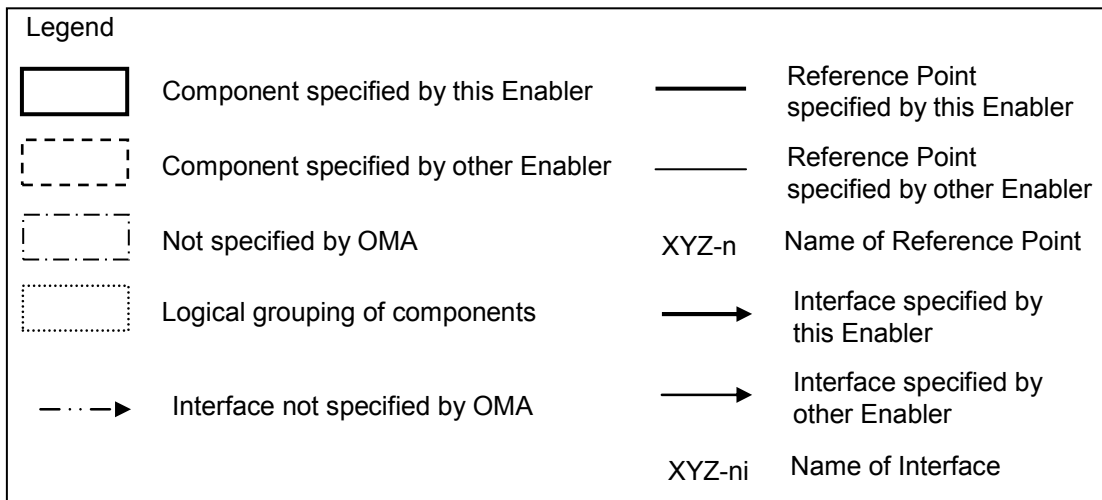 Legend
Component specified by this Enabler
Component specified by other Enabler
Not specified by OMA
Logical grouping of components
Interface not specified by OMA
Reference Point
specified by this Enabler
Reference Point
specified by other Enabler
XYZ-n Name of Reference Point
Interface specified by
this Enabler
Interface specified by
other Enabler
XYZ-ni Name of Interface